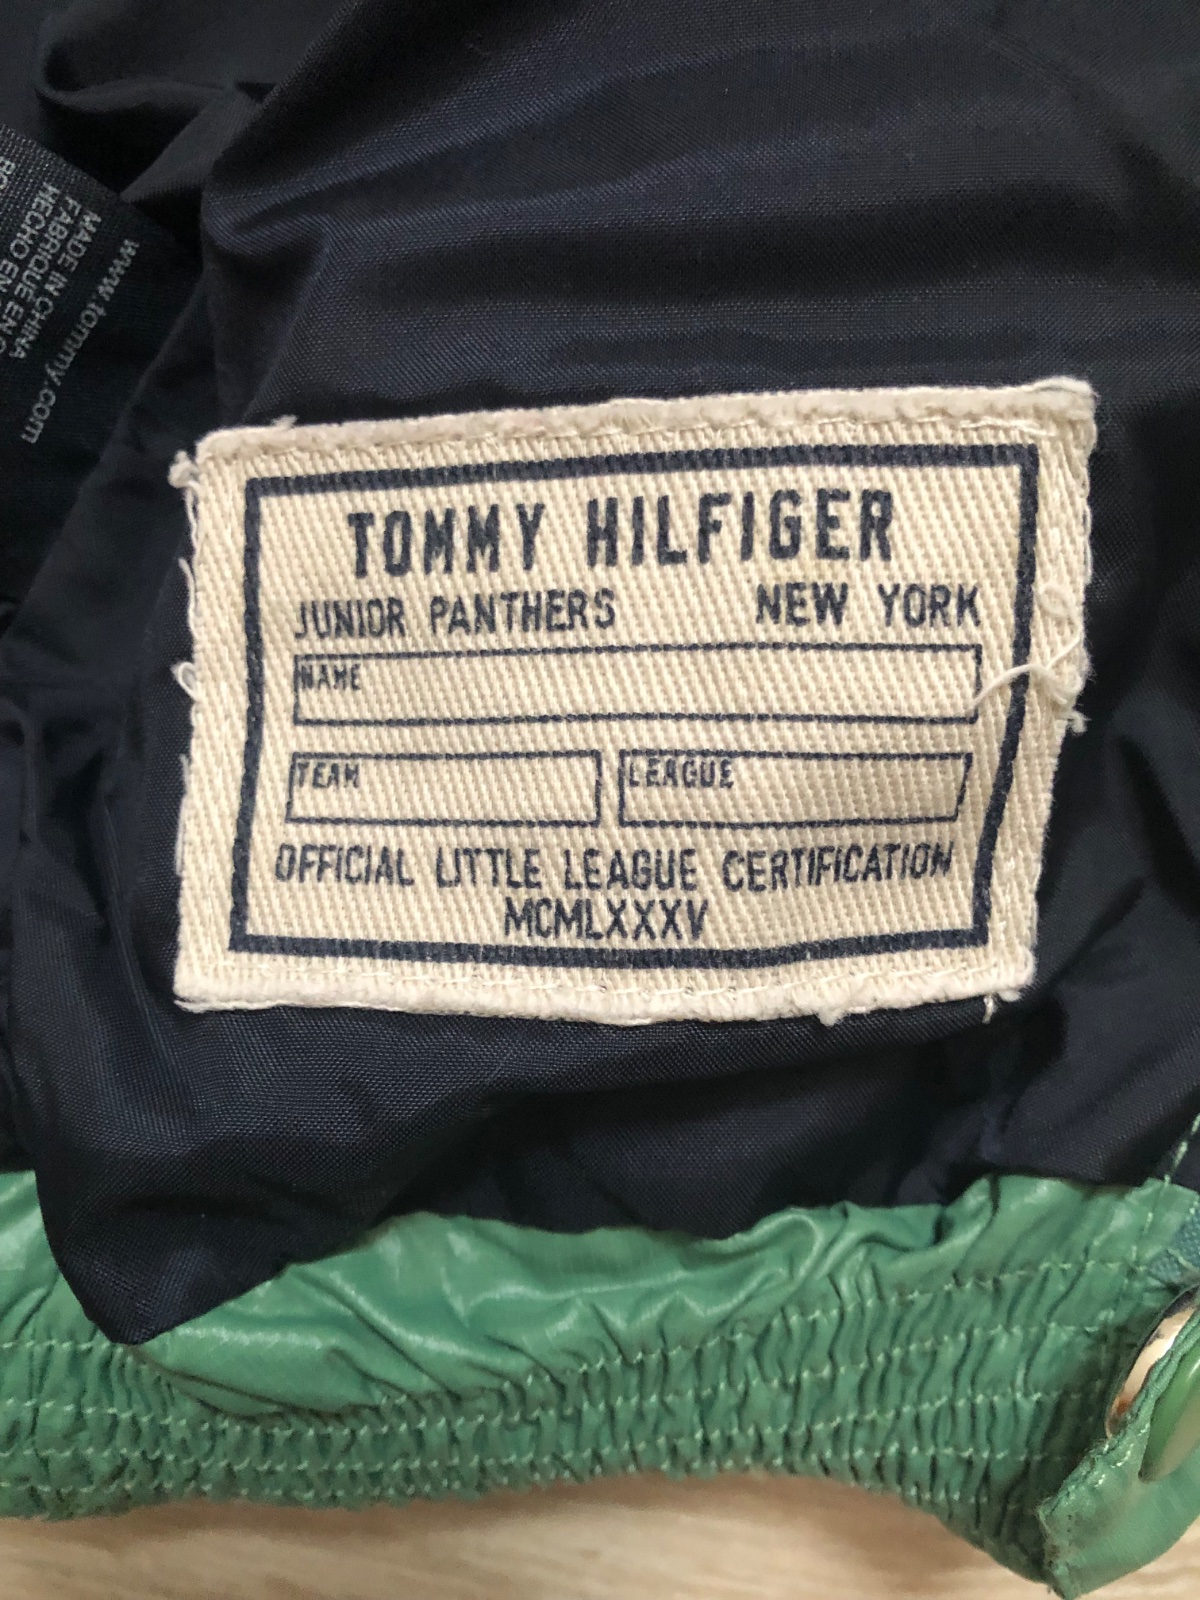 TOMMY HILFIGER
JUNIOR PANTHERS NEW YORK
NAME
TEAM LEAGUE
OFFICIAL LITTLE LEAGUE CERTIFICATION
MCMLXXXV
www.tommy.com
MADE IN CHINA
FABRIQUE EN
HECHO EN